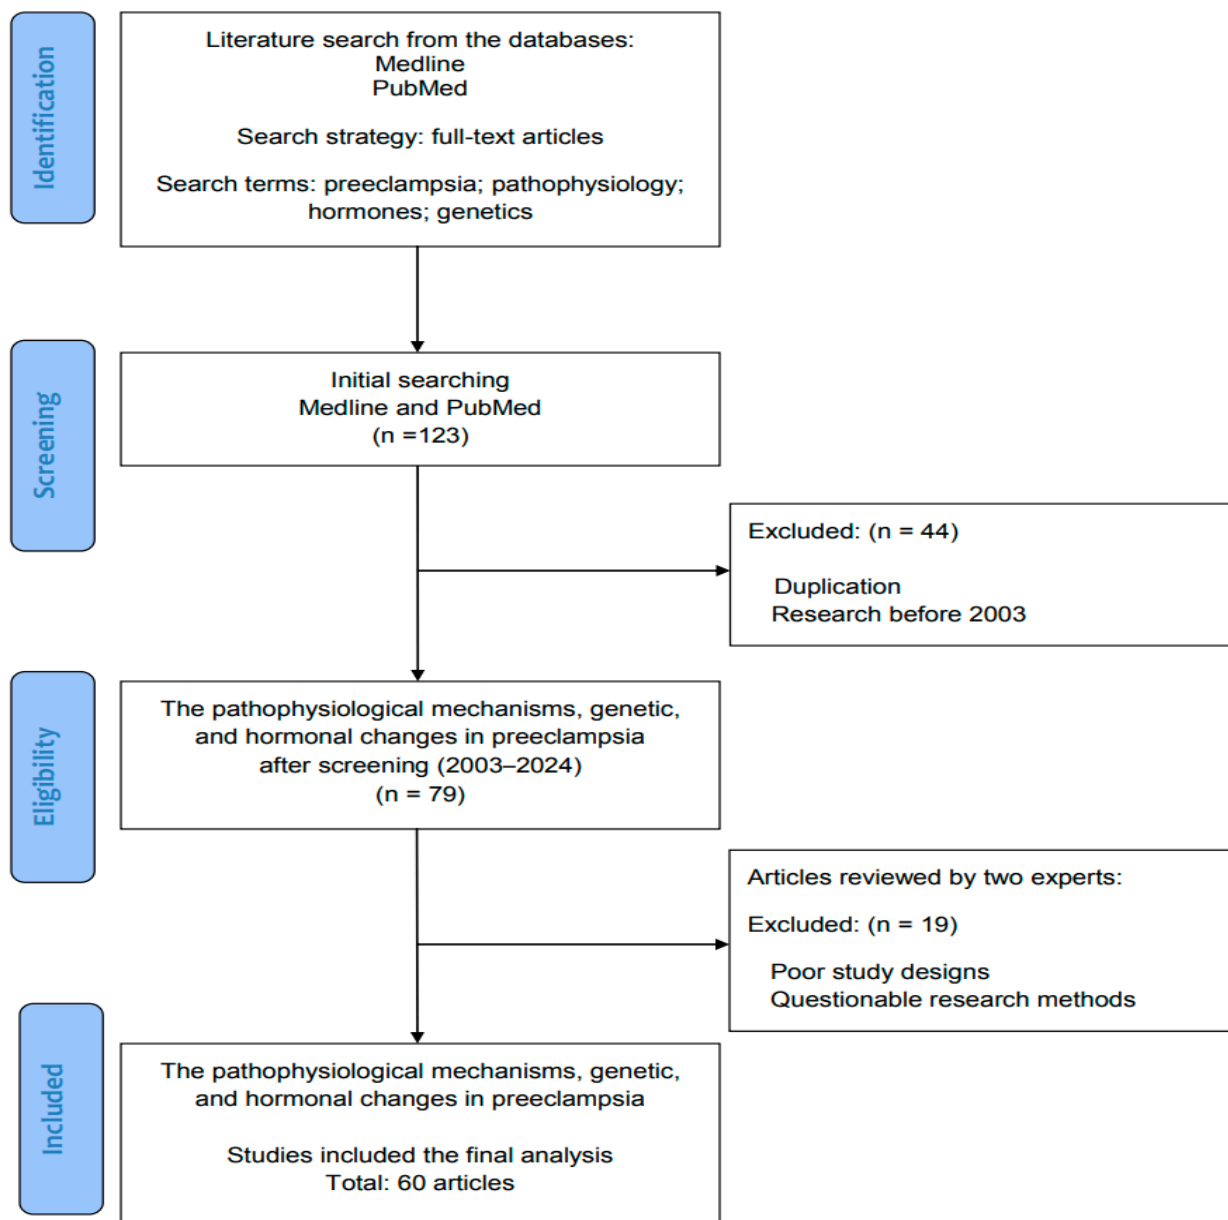 Identification
Literature search from the databases:
Medline
PubMed
Search strategy: full-text articles
Search terms: preeclampsia; pathophysiology;
hormones; genetics
Screening
Initial searching
Medline and PubMed
(n =123)
Excluded: (n = 44)
Duplication
Research before 2003
Eligibility
The pathophysiological mechanisms, genetic,
and hormonal changes in preeclampsia
after screening (2003–2024)
(n = 79)
Articles reviewed by two experts:
Excluded: (n = 19)
Poor study designs
Questionable research methods
Included
The pathophysiological mechanisms, genetic,
and hormonal changes in preeclampsia
Studies included the final analysis
Total: 60 articles